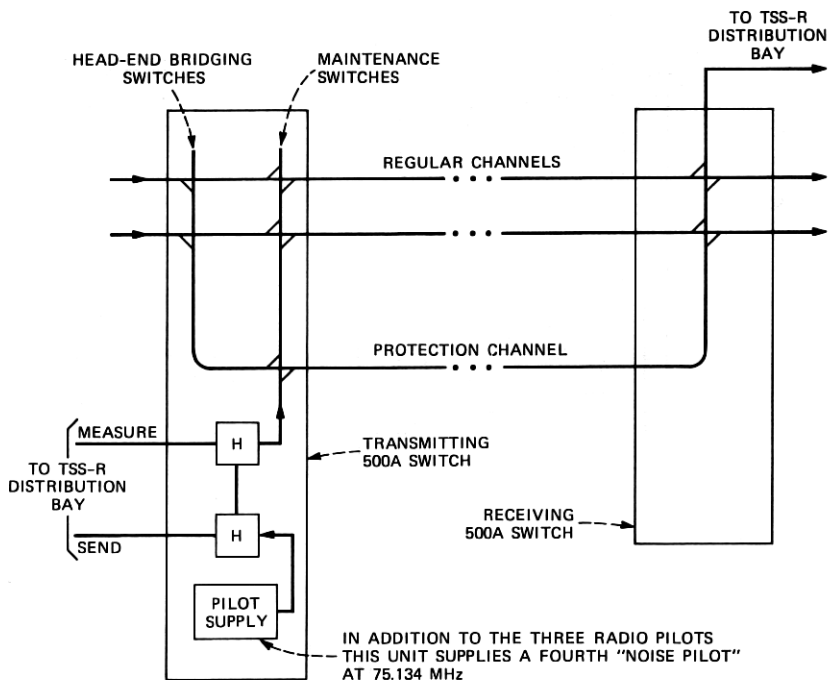 TO TSS-R
DISTRIBUTION
BAY
HEAD-END BRIDGING
SWITCHES
MAINTENANCE
SWITCHES
REGULAR CHANNELS
PROTECTION CHANNEL
MEASURE
H
TRANSMITTING
500A SWITCH
TO TSS-R
DISTRIBUTION
BAY
SEND
H
RECEIVING
500A SWITCH
PILOT
SUPPLY
IN ADDITION TO THE THREE RADIO PILOTS
THIS UNIT SUPPLIES A FOURTH "NOISE PILOT"
AT 75.134 MHz